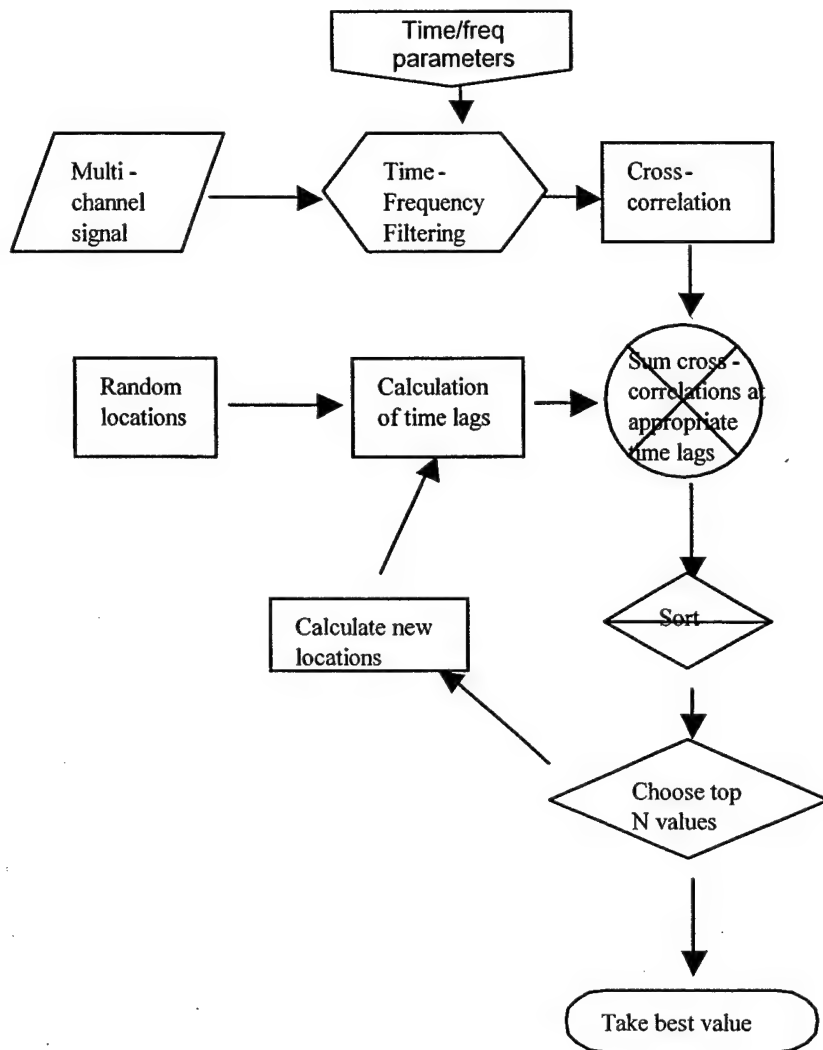 Time/freq
parameters
Multi -
channel
signal
Time -
Frequency
Filtering
Cross-
correlation
Random
locations
Calculation
of time lags
Sum cross -
correlations at
appropriate
time lags
Calculate new
locations
Sort
Choose top
N values
Take best value